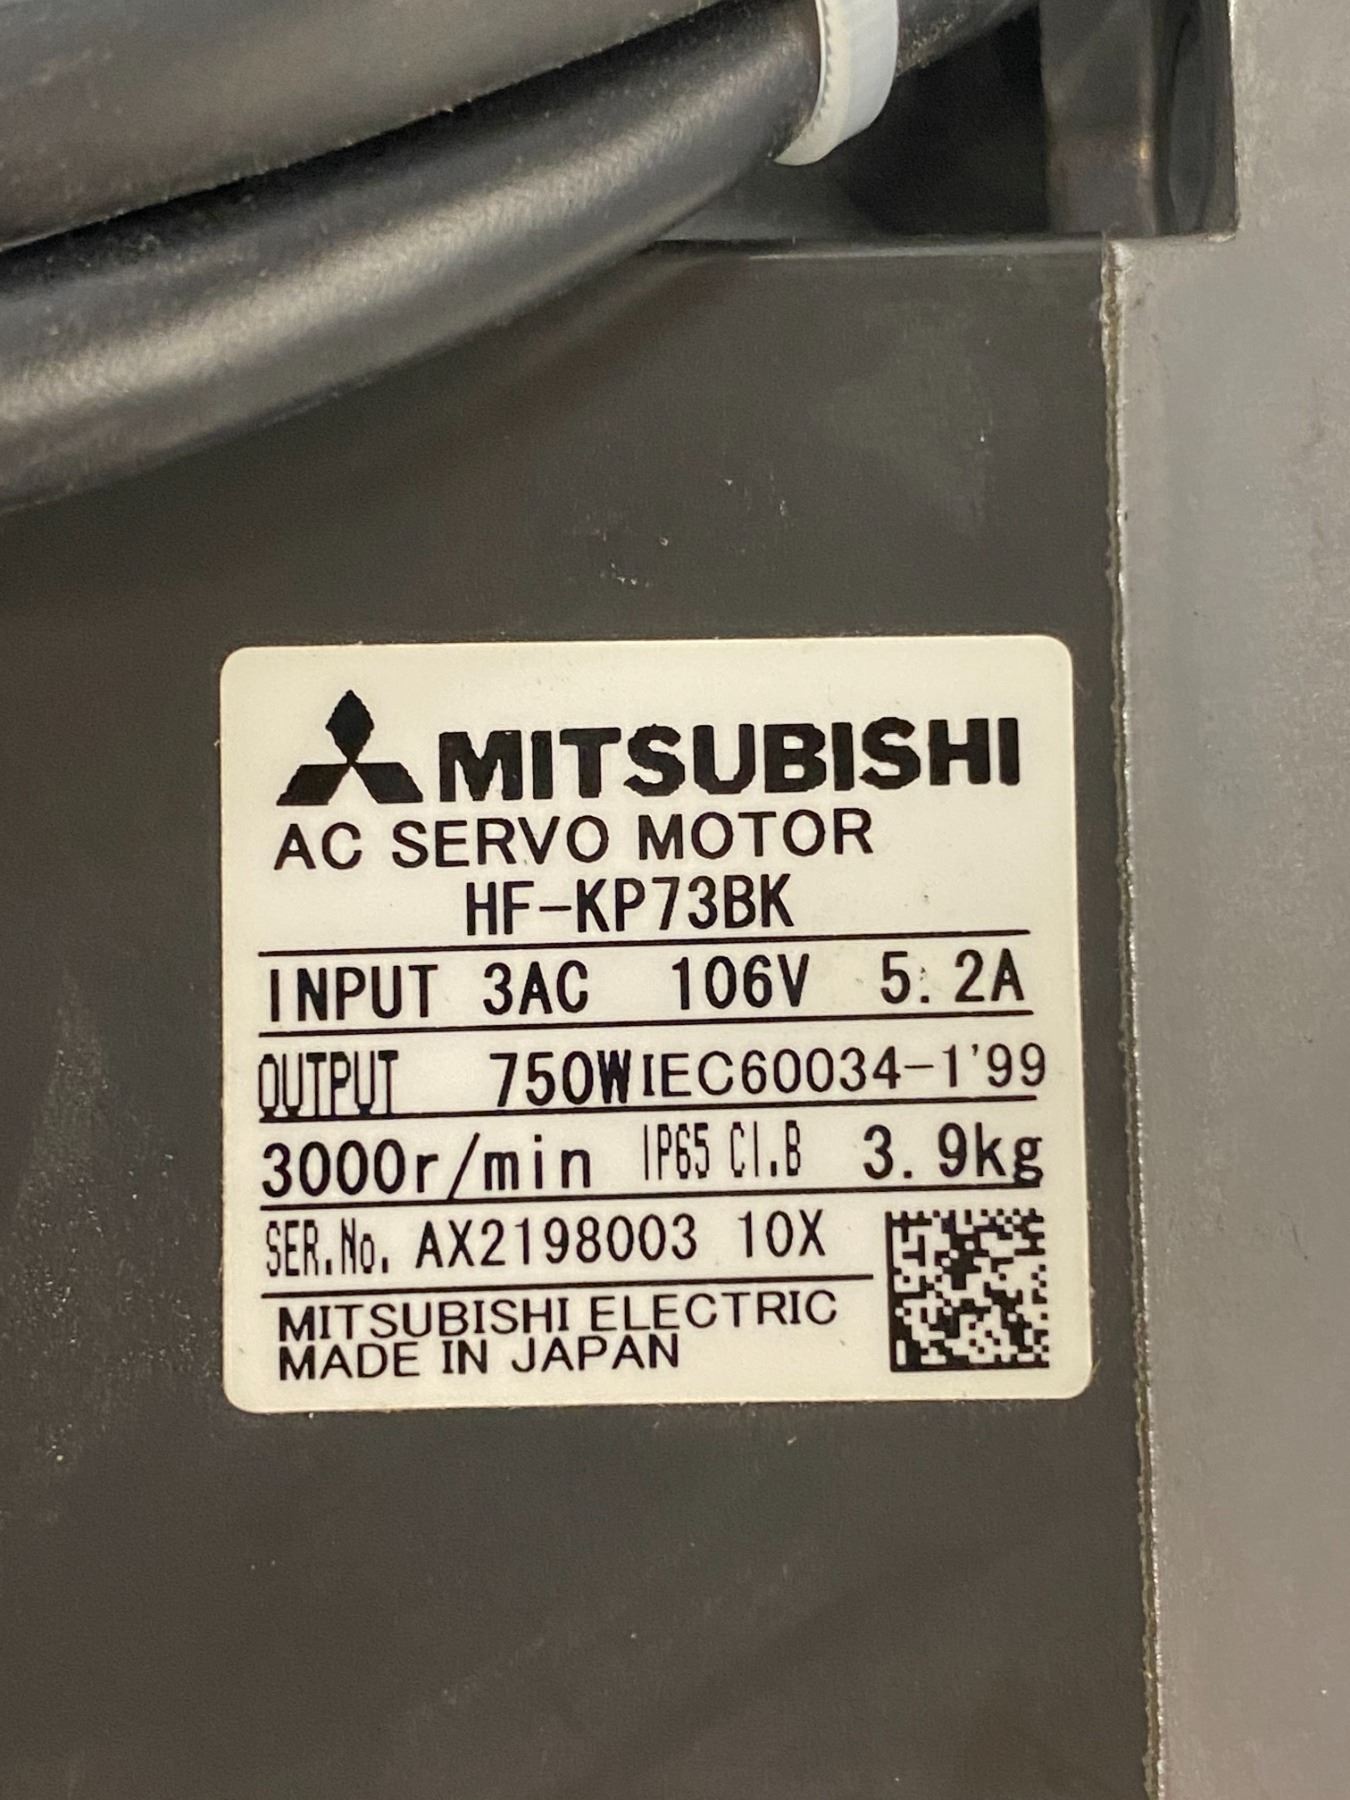 MITSUBISHI
AC SERVO MOTOR
HF-KP73BK
INPUT 3AC 106V 5.2A
OUTPUT 750W IEC60034-1'99
3000r/min IP65 CI.B 3.9kg
SER.No. AX2198003 10X
MITSUBISHI ELECTRIC
MADE IN JAPAN